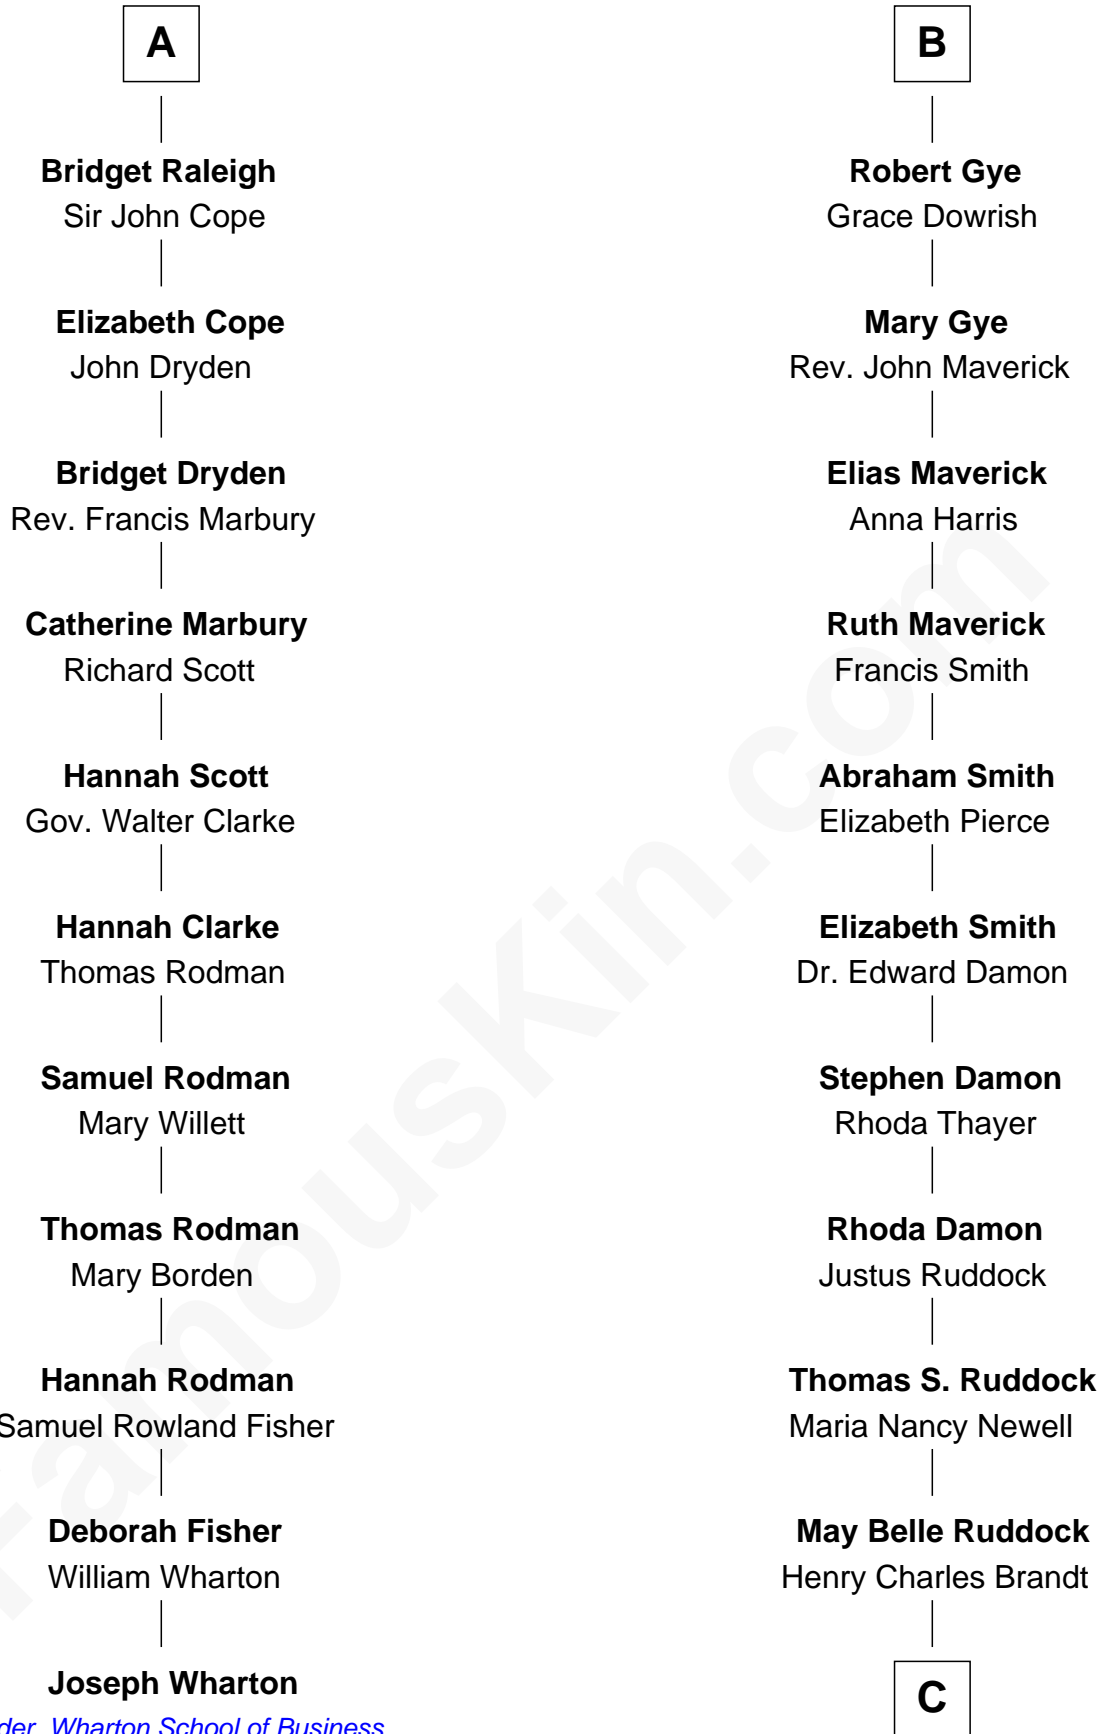 A
Bridget Raleigh
Sir John Cope
Elizabeth Cope
John Dryden
Bridget Dryden
Rev. Francis Marbury
Catherine Marbury
Richard Scott
Hannah Scott
Gov. Walter Clarke
Hannah Clarke
Thomas Rodman
Samuel Rodman
Mary Willett
Thomas Rodman
Mary Borden
Hannah Rodman
Samuel Rowland Fisher
Deborah Fisher
William Wharton
Joseph Wharton
Wharton School of Business
B
Robert Gye
Grace Dowrish
Mary Gye
Rev. John Maverick
Elias Maverick
Anna Harris
Ruth Maverick
Francis Smith
Abraham Smith
Elizabeth Pierce
Elizabeth Smith
Dr. Edward Damon
Stephen Damon
Rhoda Thayer
Rhoda Damon
Justus Ruddock
Thomas S. Ruddock
Maria Nancy Newell
May Belle Ruddock
Henry Charles Brandt
C
FamousKin.com